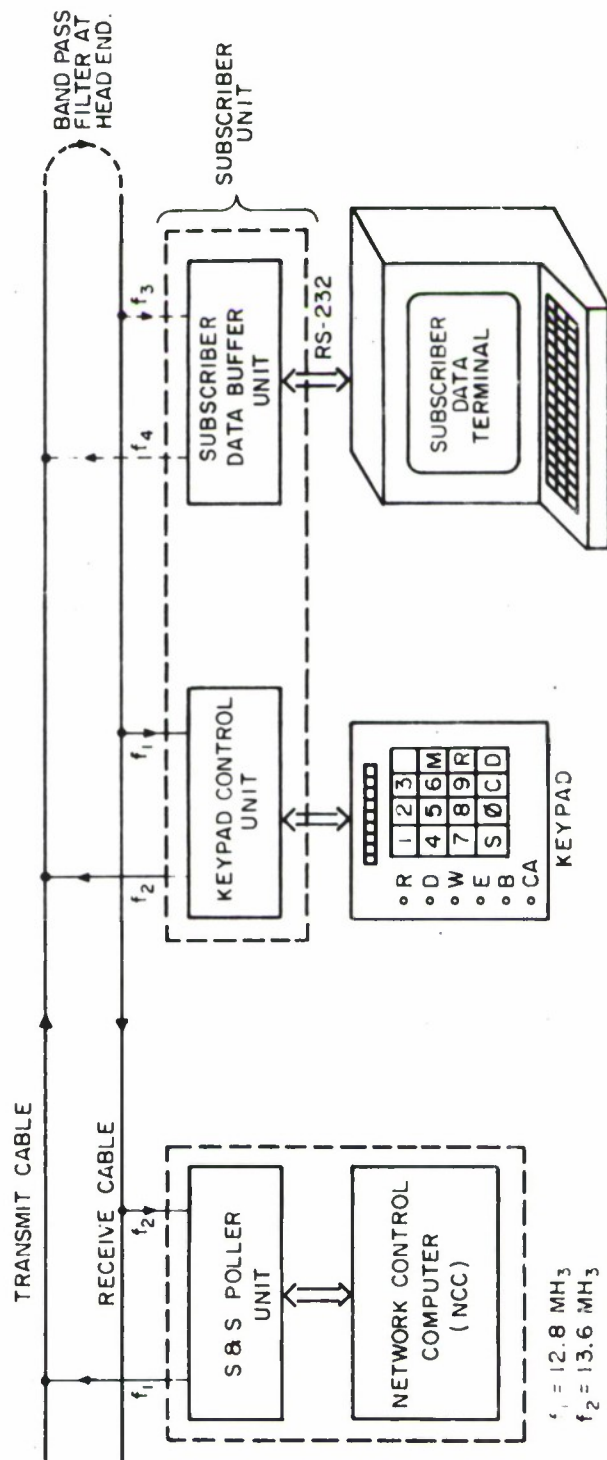 TRANSMIT CABLE
RECEIVE CABLE
BAND PASS
FILTER AT
HEAD END.
SUBSCRIBER
UNIT
f1
f2
f2
f1
f4
f3
S & S POLLER
UNIT
KEYPAD CONTROL
UNIT
SUBSCRIBER
DATA BUFFER
UNIT
RS-232
NETWORK CONTROL
COMPUTER
(NCC)
R
D
W
E
B
CA
1 2 3
4 5 6 M
7 8 9 R
S Ø C D
KEYPAD
SUBSCRIBER
DATA
TERMINAL
f1 = 12.8 MH3
f2 = 13.6 MH3